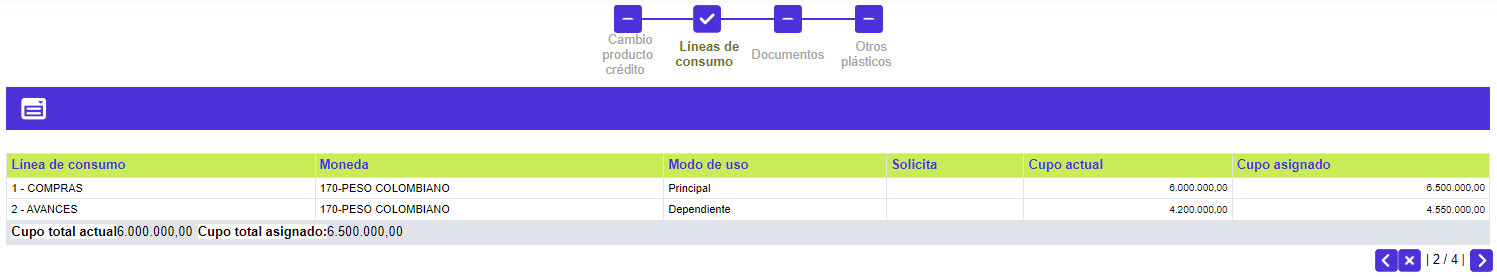 Cambio producto crédito
Líneas de consumo
Documentos
Otros plásticos
Línea de consumo Moneda Modo de uso Solicita Cupo actual Cupo asignado
1 - COMPRAS 170-PESO COLOMBIANO Principal 6.000.000,00 6.500.000,00
2 - AVANCES 170-PESO COLOMBIANO Dependiente 4.200.000,00 4.550.000,00
Cupo total actual6.000.000,00 Cupo total asignado:6.500.000,00
| 2 / 4 |